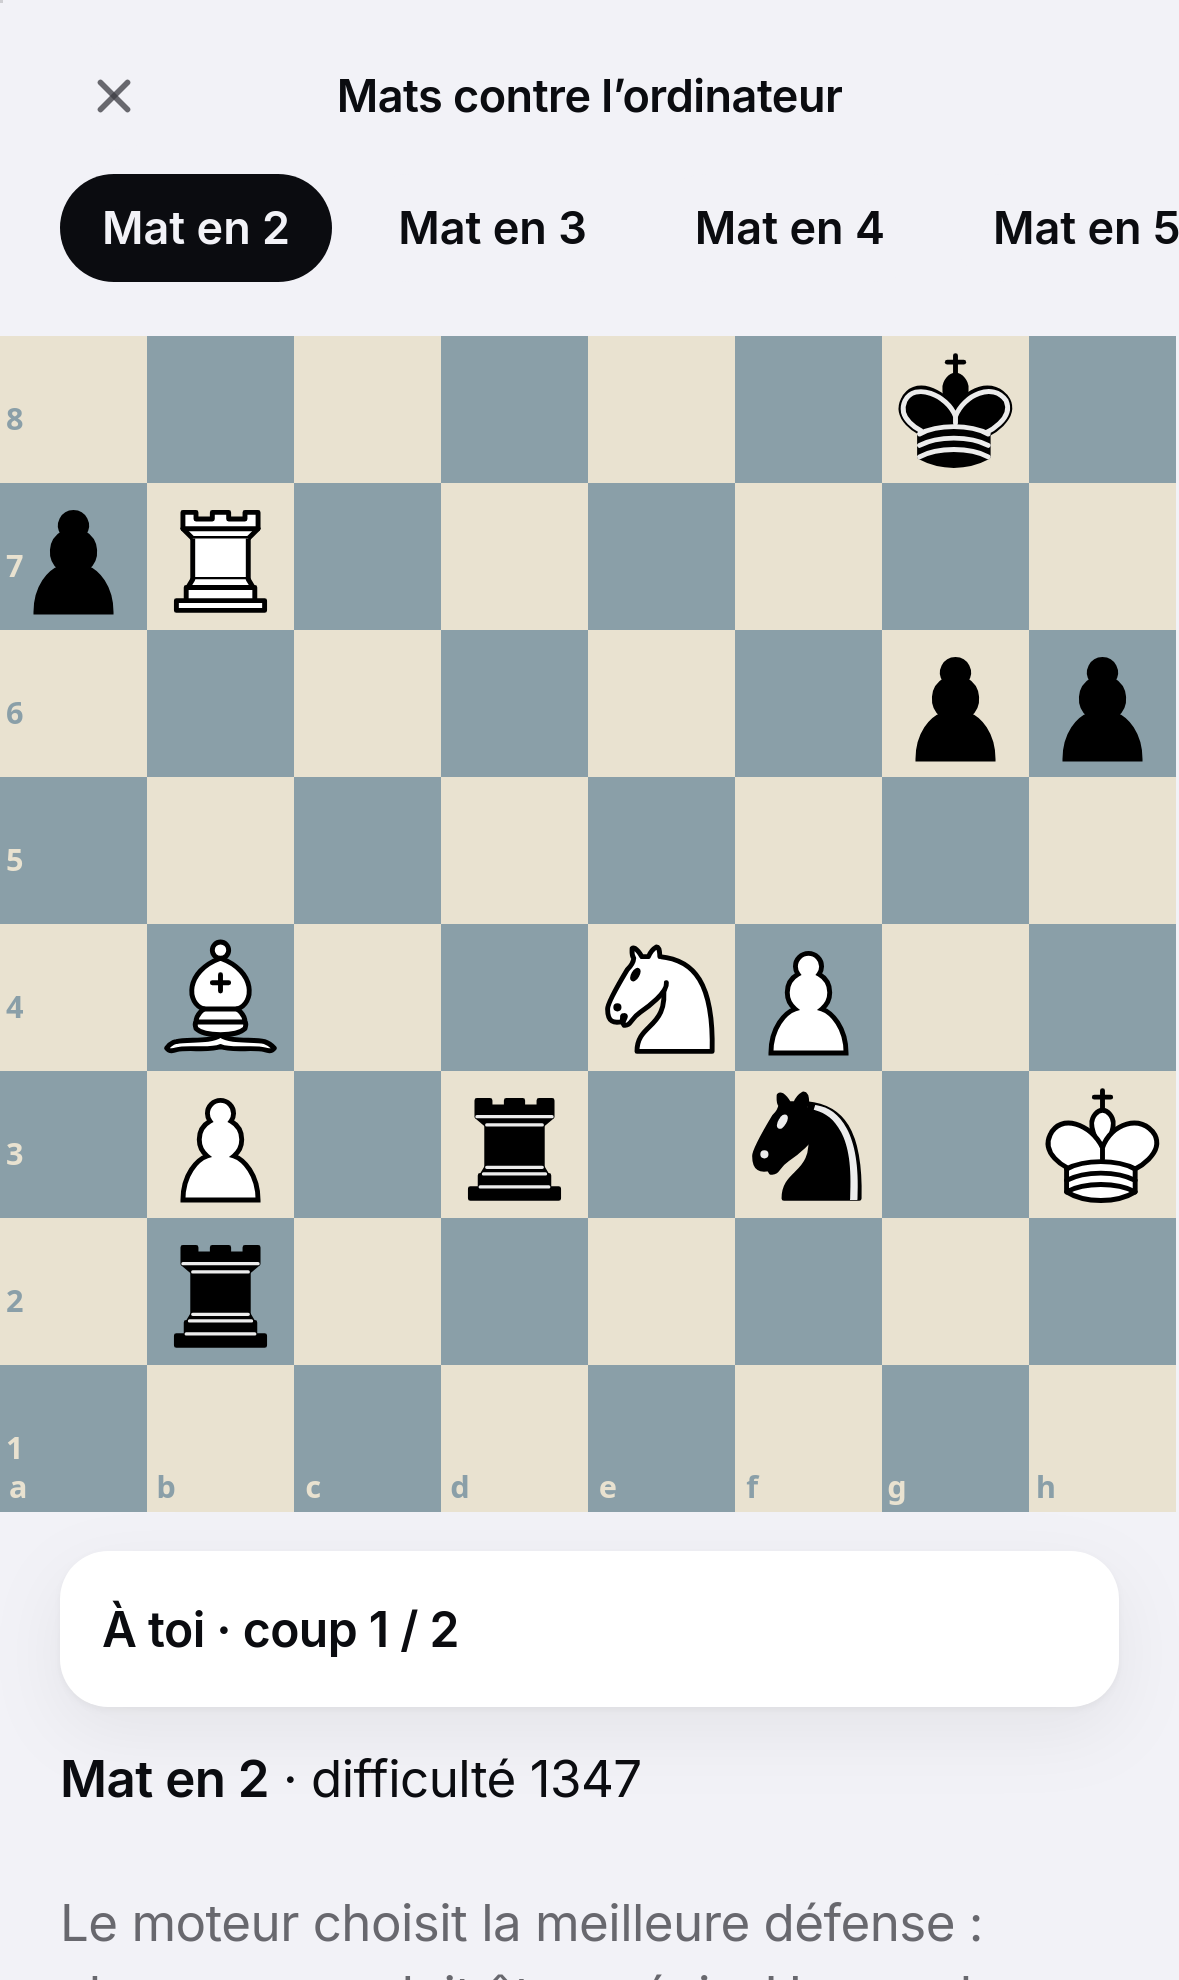 Mats contre l’ordinateur
Mat en 2 Mat en 3 Mat en 4 Mat en 5
8
7
6
5
4
3
2
1
a b c d e f g h
À toi · coup 1 / 2
Mat en 2 · difficulté 1347
Le moteur choisit la meilleure défense :